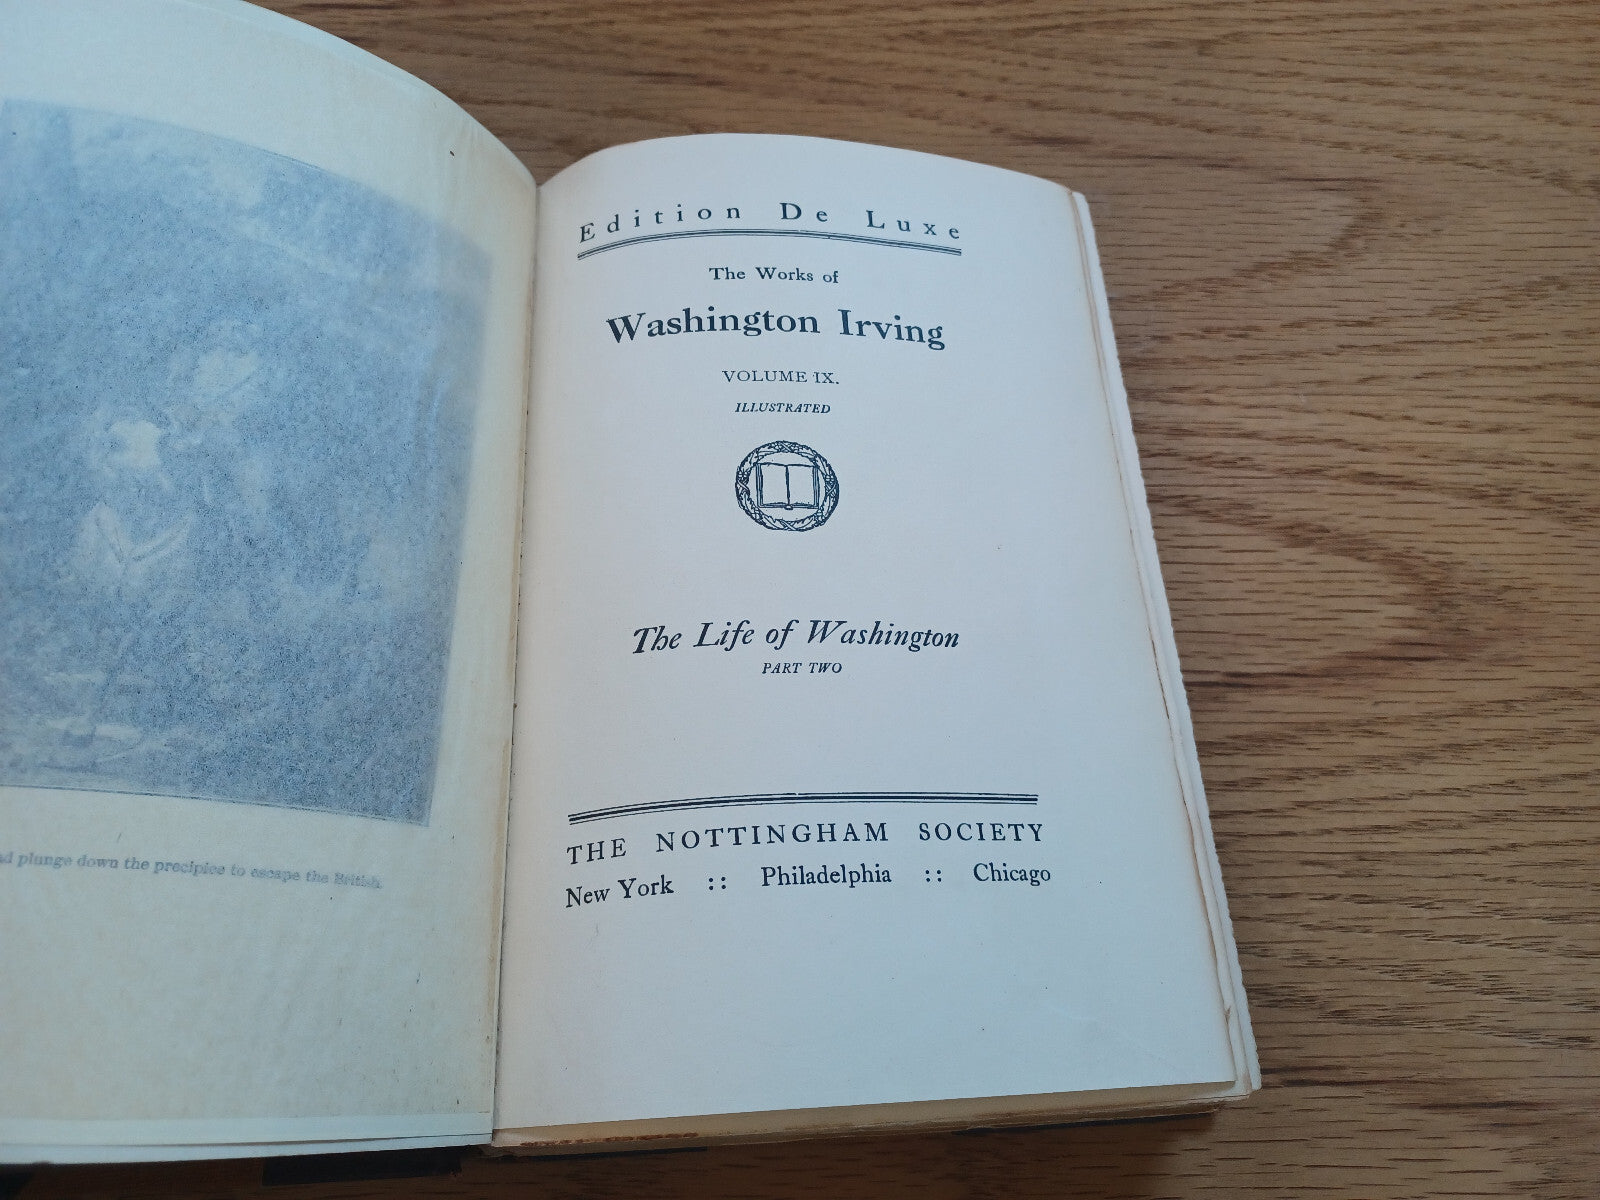 plunge down the precipice to escape the British.
Edition De Luxe
The Works of
Washington Irving
VOLUME IX.
ILLUSTRATED
The Life of Washington
PART TWO
THE NOTTINGHAM SOCIETY
New York :: Philadelphia :: Chicago